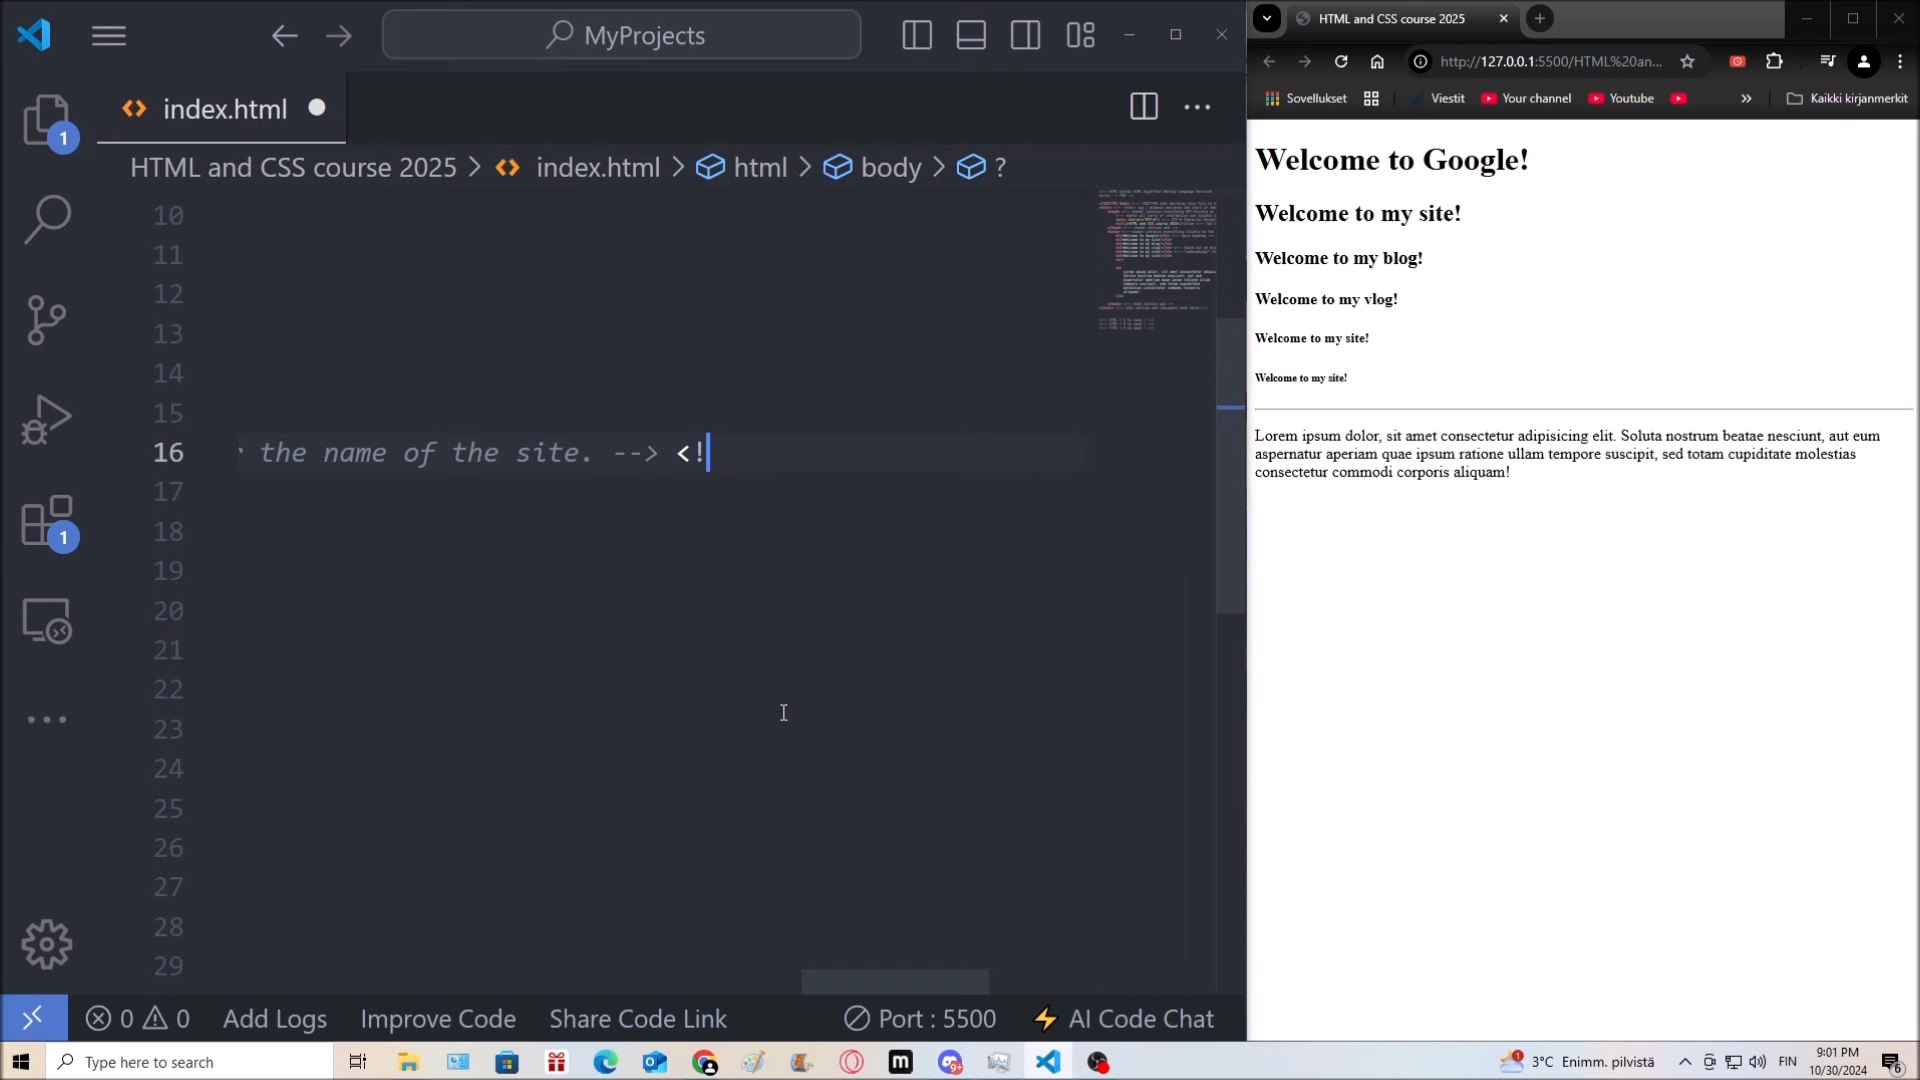 MyProjects
index.html
1
HTML and CSS course 2025 > index.html > html > body > ?
10
11
12
13
14
15
16 the name of the site. --> <!
17
18
19
20
21
22
23
24
25
26
27
28
29
1
0 0 Add Logs Improve Code Share Code Link Port : 5500 AI Code Chat
HTML and CSS course 2025
http://127.0.0.1:5500/HTML%20an...
Sovellukset Viestit Your channel Youtube » Kaikki kirjanmerkit
Welcome to Google!
Welcome to my site!
Welcome to my blog!
Welcome to my vlog!
Welcome to my site!
Welcome to my site!
Lorem ipsum dolor, sit amet consectetur adipisicing elit. Soluta nostrum beatae nesciunt, aut eum
aspernatur aperiam quae ipsum ratione ullam tempore suscipit, sed totam cupiditate molestias
consectetur commodi corporis aliquam!
Type here to search
m
9+
1 3°C Enimm. pilvistä FIN 9:01 PM
10/30/2024 6